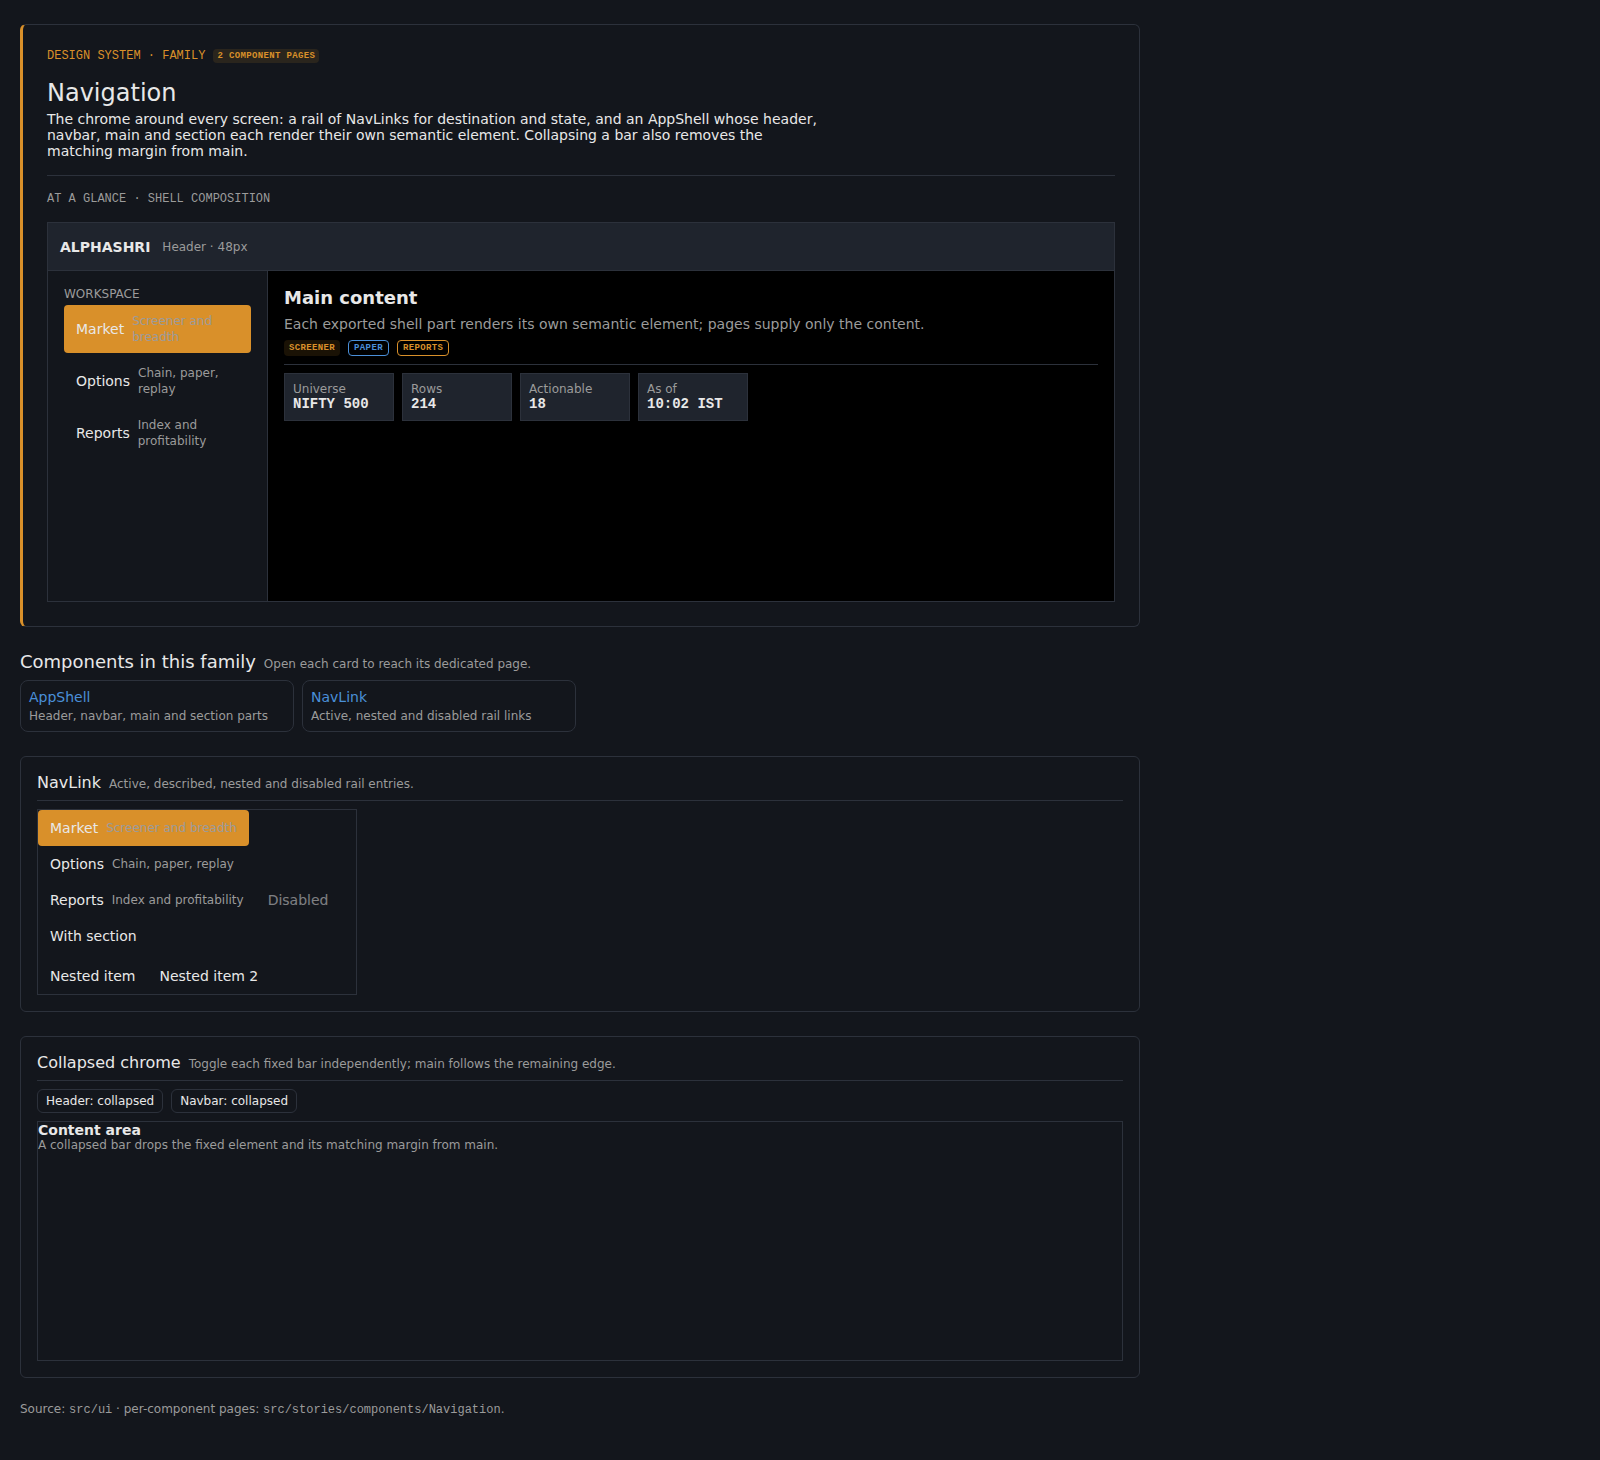 DESIGN SYSTEM · FAMILY 2 COMPONENT PAGES
Navigation
The chrome around every screen: a rail of NavLinks for destination and state, and an AppShell whose header,
navbar, main and section each render their own semantic element. Collapsing a bar also removes the
matching margin from main.
AT A GLANCE · SHELL COMPOSITION
ALPHASHRI Header · 48px
WORKSPACE
Market Screener and
breadth
Options Chain, paper,
replay
Reports Index and
profitability
Main content
Each exported shell part renders its own semantic element; pages supply only the content.
SCREENER PAPER REPORTS
Universe
NIFTY 500
Rows
214
Actionable
18
As of
10:02 IST
Components in this family Open each card to reach its dedicated page.
AppShell
Header, navbar, main and section parts
NavLink
Active, nested and disabled rail links
NavLink Active, described, nested and disabled rail entries.
Market Screener and breadth
Options Chain, paper, replay
Reports Index and profitability Disabled
With section
Nested item Nested item 2
Collapsed chrome Toggle each fixed bar independently; main follows the remaining edge.
Header: collapsed Navbar: collapsed
Content area
A collapsed bar drops the fixed element and its matching margin from main.
Source: src/ui · per-component pages: src/stories/components/Navigation.